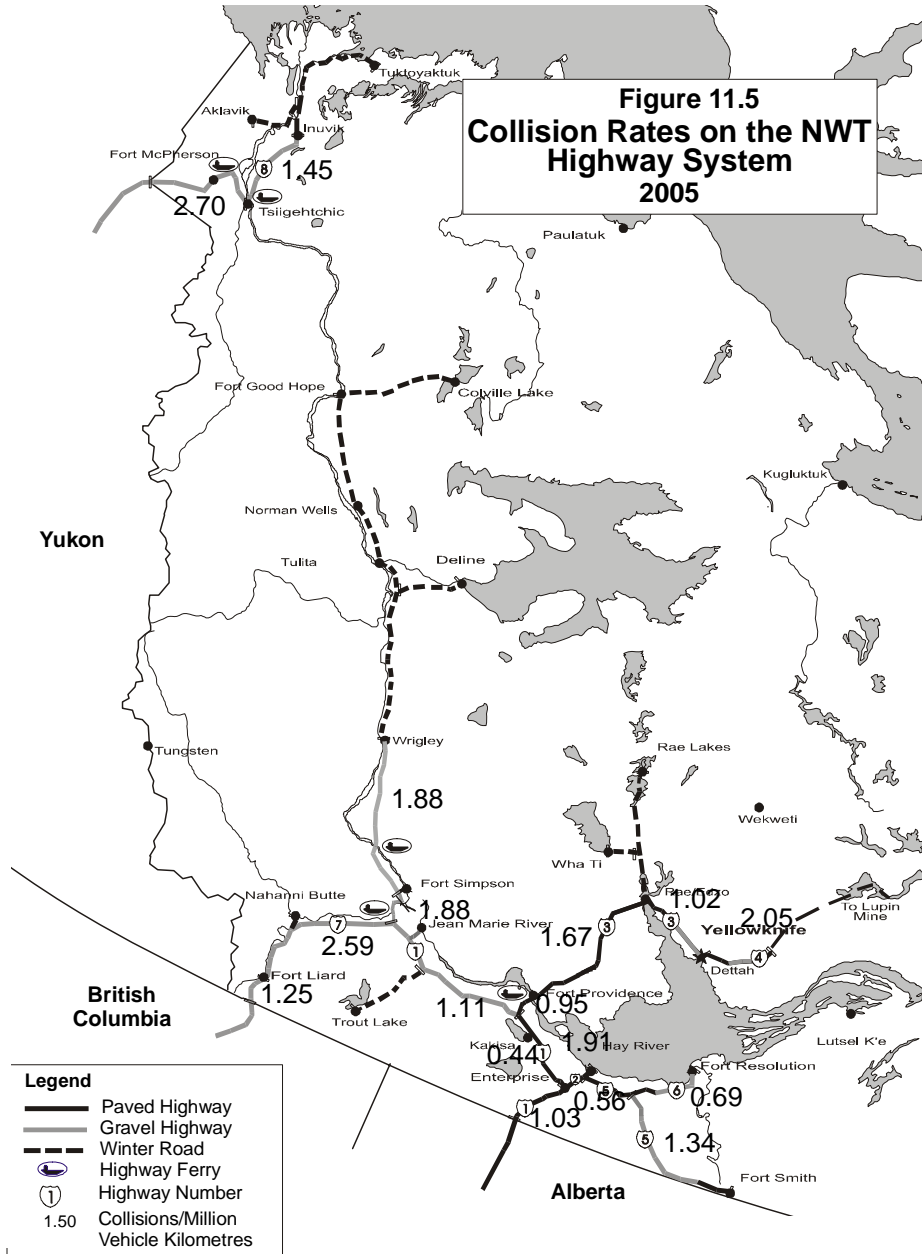 Figure 11.5
Collision Rates on the NWT
Highway System
2005
Tuktoyaktuk
Aklavik
Inuvik
Fort McPherson
8
1.45
2.70
Tsiigehtchic
Paulatuk
Fort Good Hope
Colville Lake
Kugluktuk
Norman Wells
Yukon
Tulita
Deline
Tungsten
Wrigley
Rae Lakes
1.88
Wekweti
Wha Ti
Fort Simpson
Nahanni Butte
Rae/Edzo
1.02
To Lupin
Mine
1.88
7
Jean Marie River
3
3
2.05
2.59
1.67
Yellowknife
1
4
Dettah
Fort Liard
1.25
British
Columbia
Trout Lake
1.11
Fort Providence
0.95
Lutsel K'e
Kakisa
0.44
1
1.91
Hay River
Enterprise
2
Fort Resolution
5
6
0.69
0.56
1
1.03
5
1.34
Fort Smith
Alberta
Legend
Paved Highway
Gravel Highway
Winter Road
Highway Ferry
1 Highway Number
1.50 Collisions/Million
Vehicle Kilometres